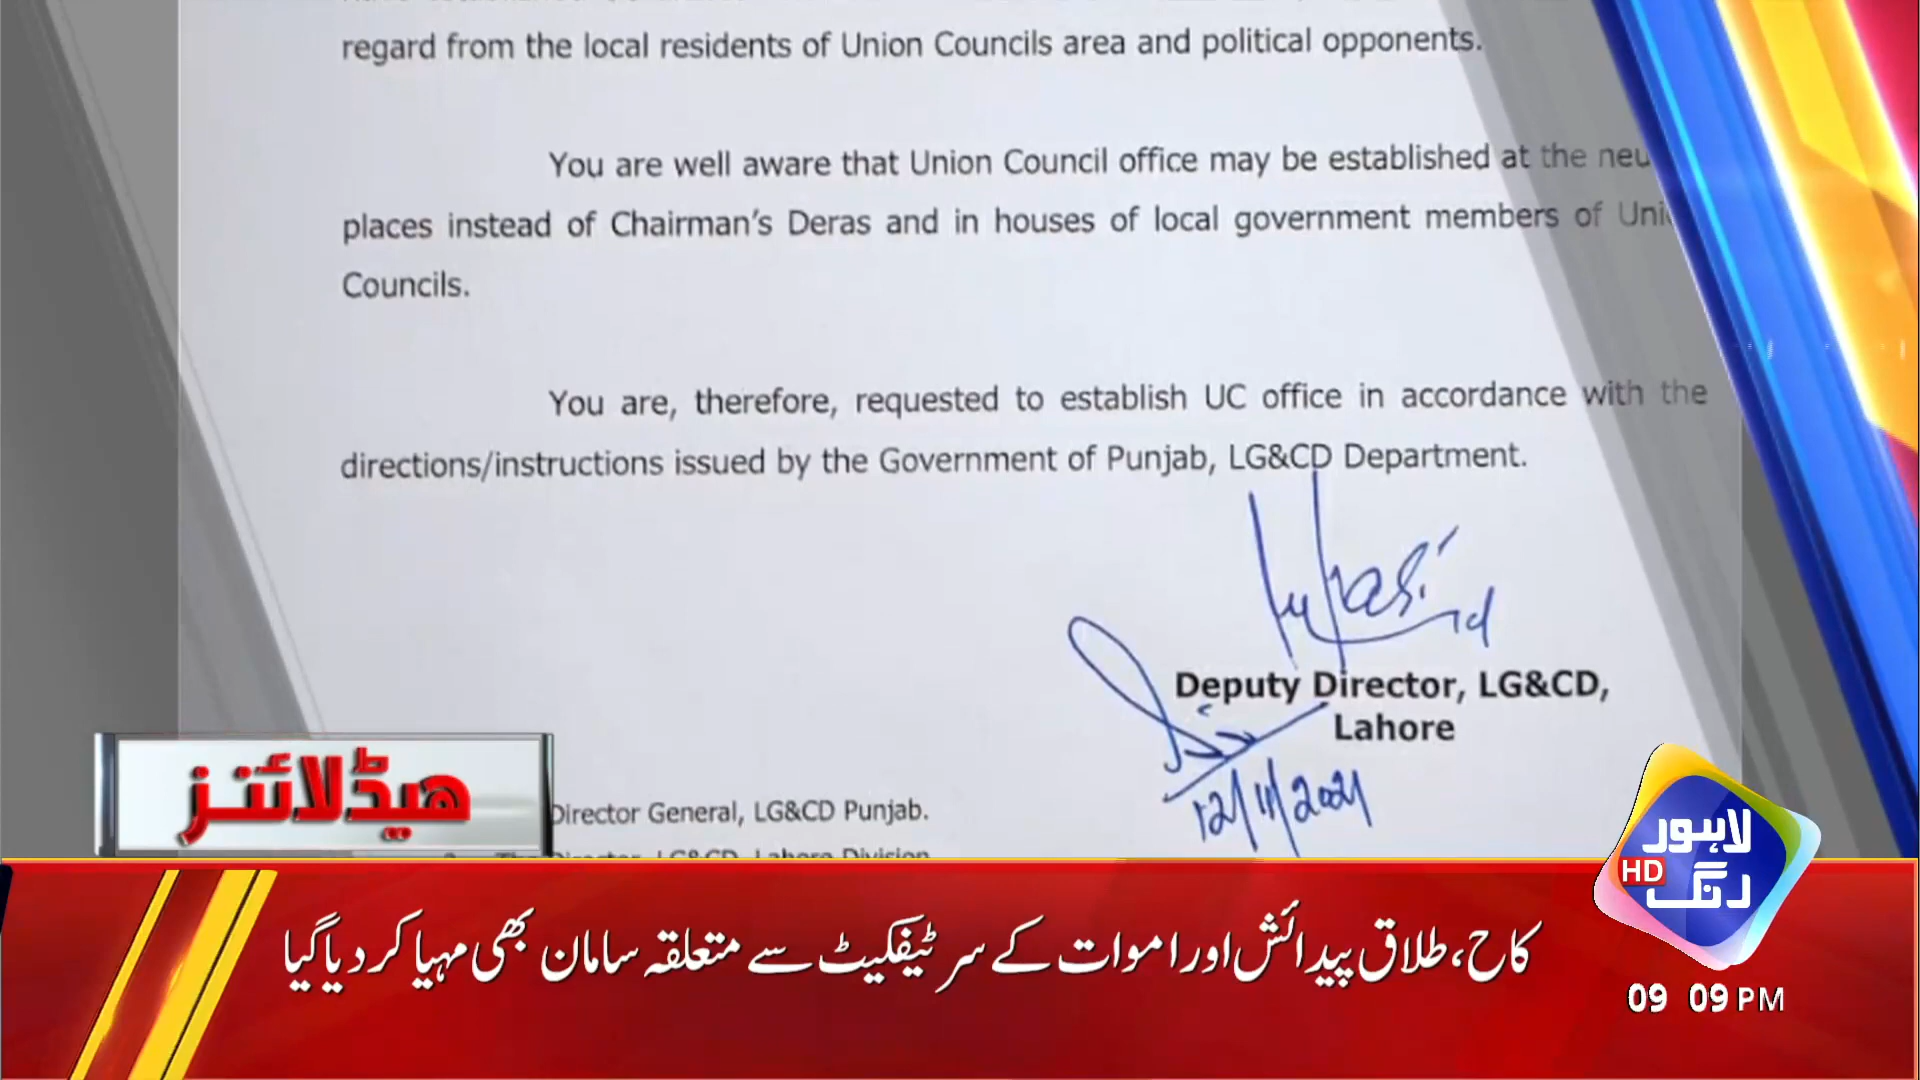 regard from the local residents of Union Councils area and political opponents.
You are well aware that Union Council office may be established at the neu
places instead of Chairman's Deras and in houses of local government members of Uni
Councils.
You are, therefore, requested to establish UC office in accordance with the
directions/instructions issued by the Government of Punjab, LG&CD Department.
Deputy Director, LG&CD,
Lahore
12/11/2021
Director General, LG&CD Punjab.
Director, LG&CD, Lahore Division
ہیڈلائنز
کاح، طلاق پیدائش اور اموات کے سرٹیفکیٹ سے متعلقہ سامان بھی مہیا کر دیا گیا
لاہور
HD
رنگ
09 09 PM